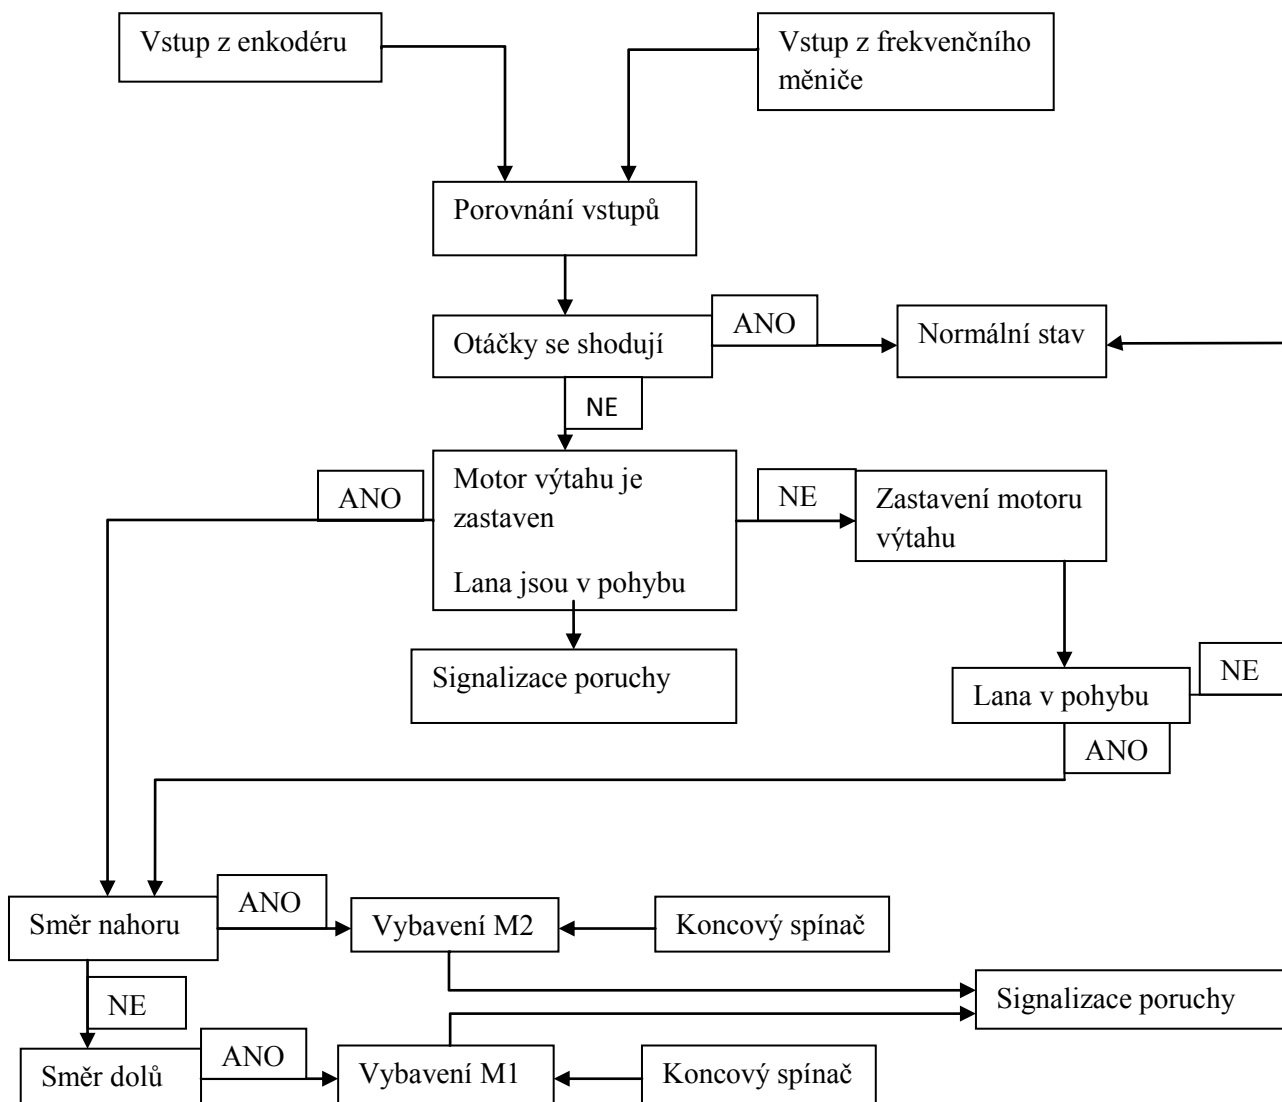 Vstup z enkodéru
Vstup z frekvenčního
měniče
Porovnání vstupů
Otáčky se shodují
ANO
Normální stav
NE
ANO
Motor výtahu je
zastaven
Lana jsou v pohybu
NE
Zastavení motoru
výtahu
Signalizace poruchy
Lana v pohybu
NE
ANO
Směr nahoru
ANO
Vybavení M2
Koncový spínač
NE
Signalizace poruchy
Směr dolů
ANO
Vybavení M1
Koncový spínač